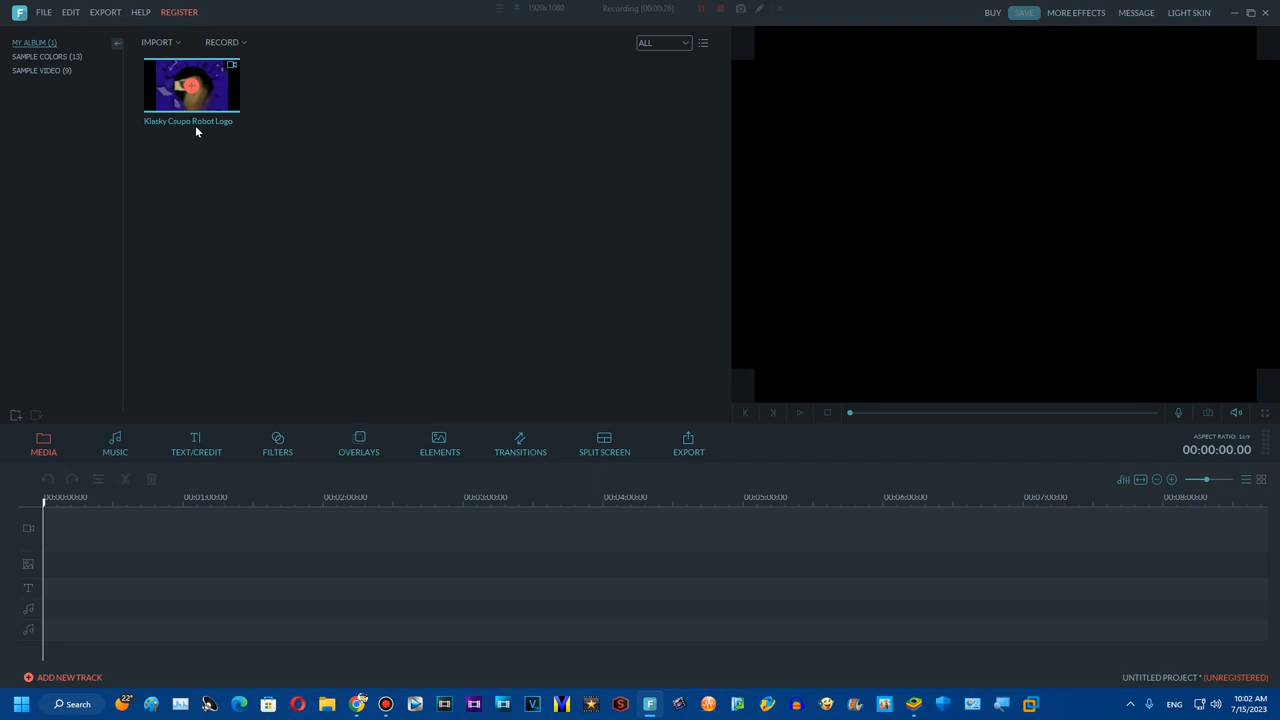 FILE EDIT EXPORT HELP REGISTER 1920x1080 Recording [00:00:26] BUY SAVE MORE EFFECTS MESSAGE LIGHT SKIN
MY ALBUM (1) IMPORT RECORD ALL
SAMPLE COLORS (13)
SAMPLE VIDEO (9)
Klasky Csupo Robot Logo
MEDIA MUSIC TEXT/CREDIT FILTERS OVERLAYS ELEMENTS TRANSITIONS SPLIT SCREEN EXPORT
ASPECT RATIO: 16:9
00:00:00.00
00:00:00:00 00:01:00:00 00:02:00:00 00:03:00:00 00:04:00:00 00:05:00:00 00:06:00:00 00:07:00:00 00:08:00:00
ADD NEW TRACK UNTITLED PROJECT * (UNREGISTERED)
22° Search ENG 10:02 AM
7/15/2023